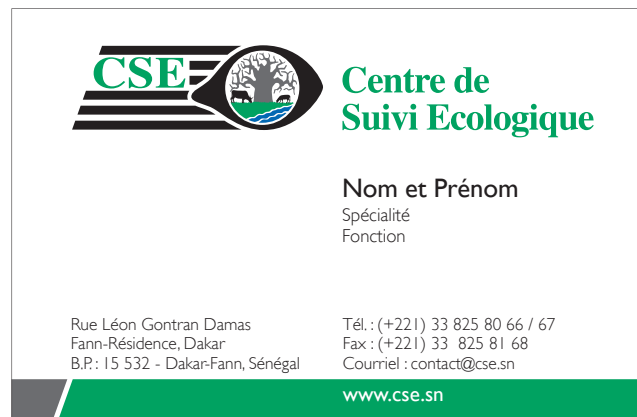 CSE
Centre de
Suivi Ecologique
Nom et Prénom
Spécialité
Fonction
Rue Léon Gontran Damas
Fann-Résidence, Dakar
B.P.: 15 532 - Dakar-Fann, Sénégal
Tél. : (+221) 33 825 80 66 / 67
Fax : (+221) 33 825 81 68
Courriel : contact@cse.sn
www.cse.sn